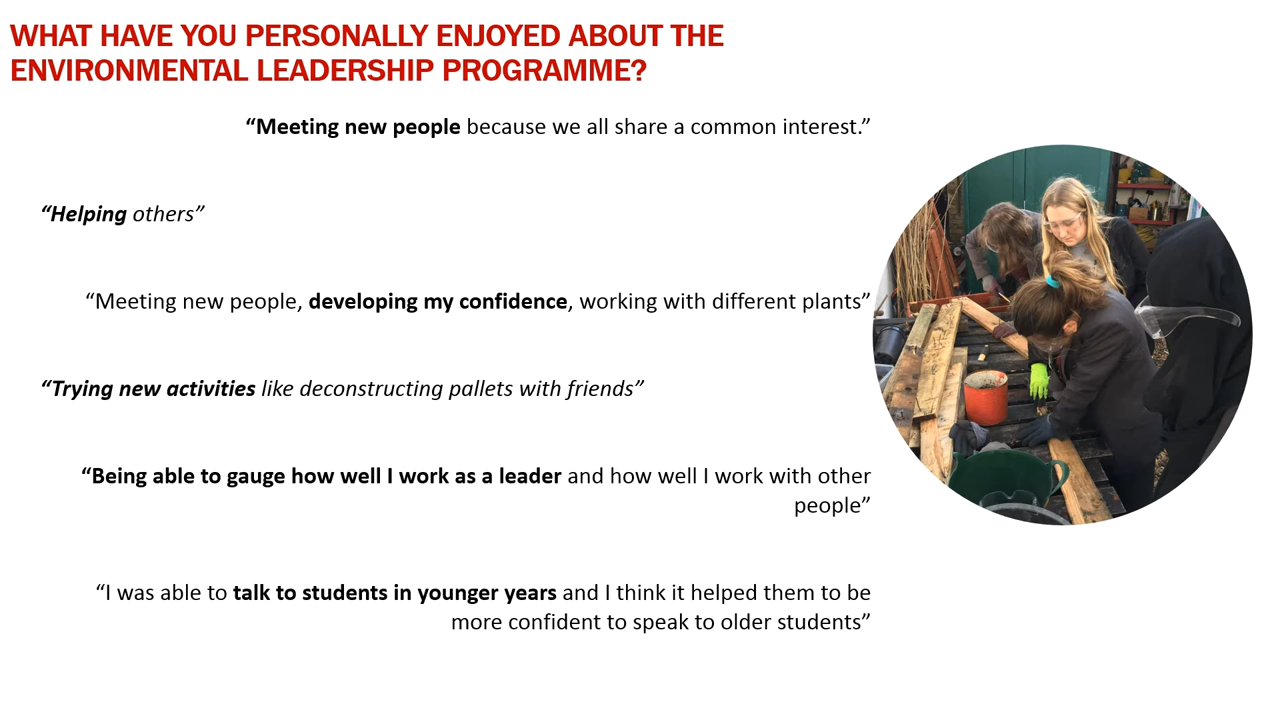 WHAT HAVE YOU PERSONALLY ENJOYED ABOUT THE
ENVIRONMENTAL LEADERSHIP PROGRAMME?
“Meeting new people because we all share a common interest.”
“Helping others”
“Meeting new people, developing my confidence, working with different plants”
“Trying new activities like deconstructing pallets with friends”
“Being able to gauge how well I work as a leader and how well I work with other
people”
“I was able to talk to students in younger years and I think it helped them to be
more confident to speak to older students”